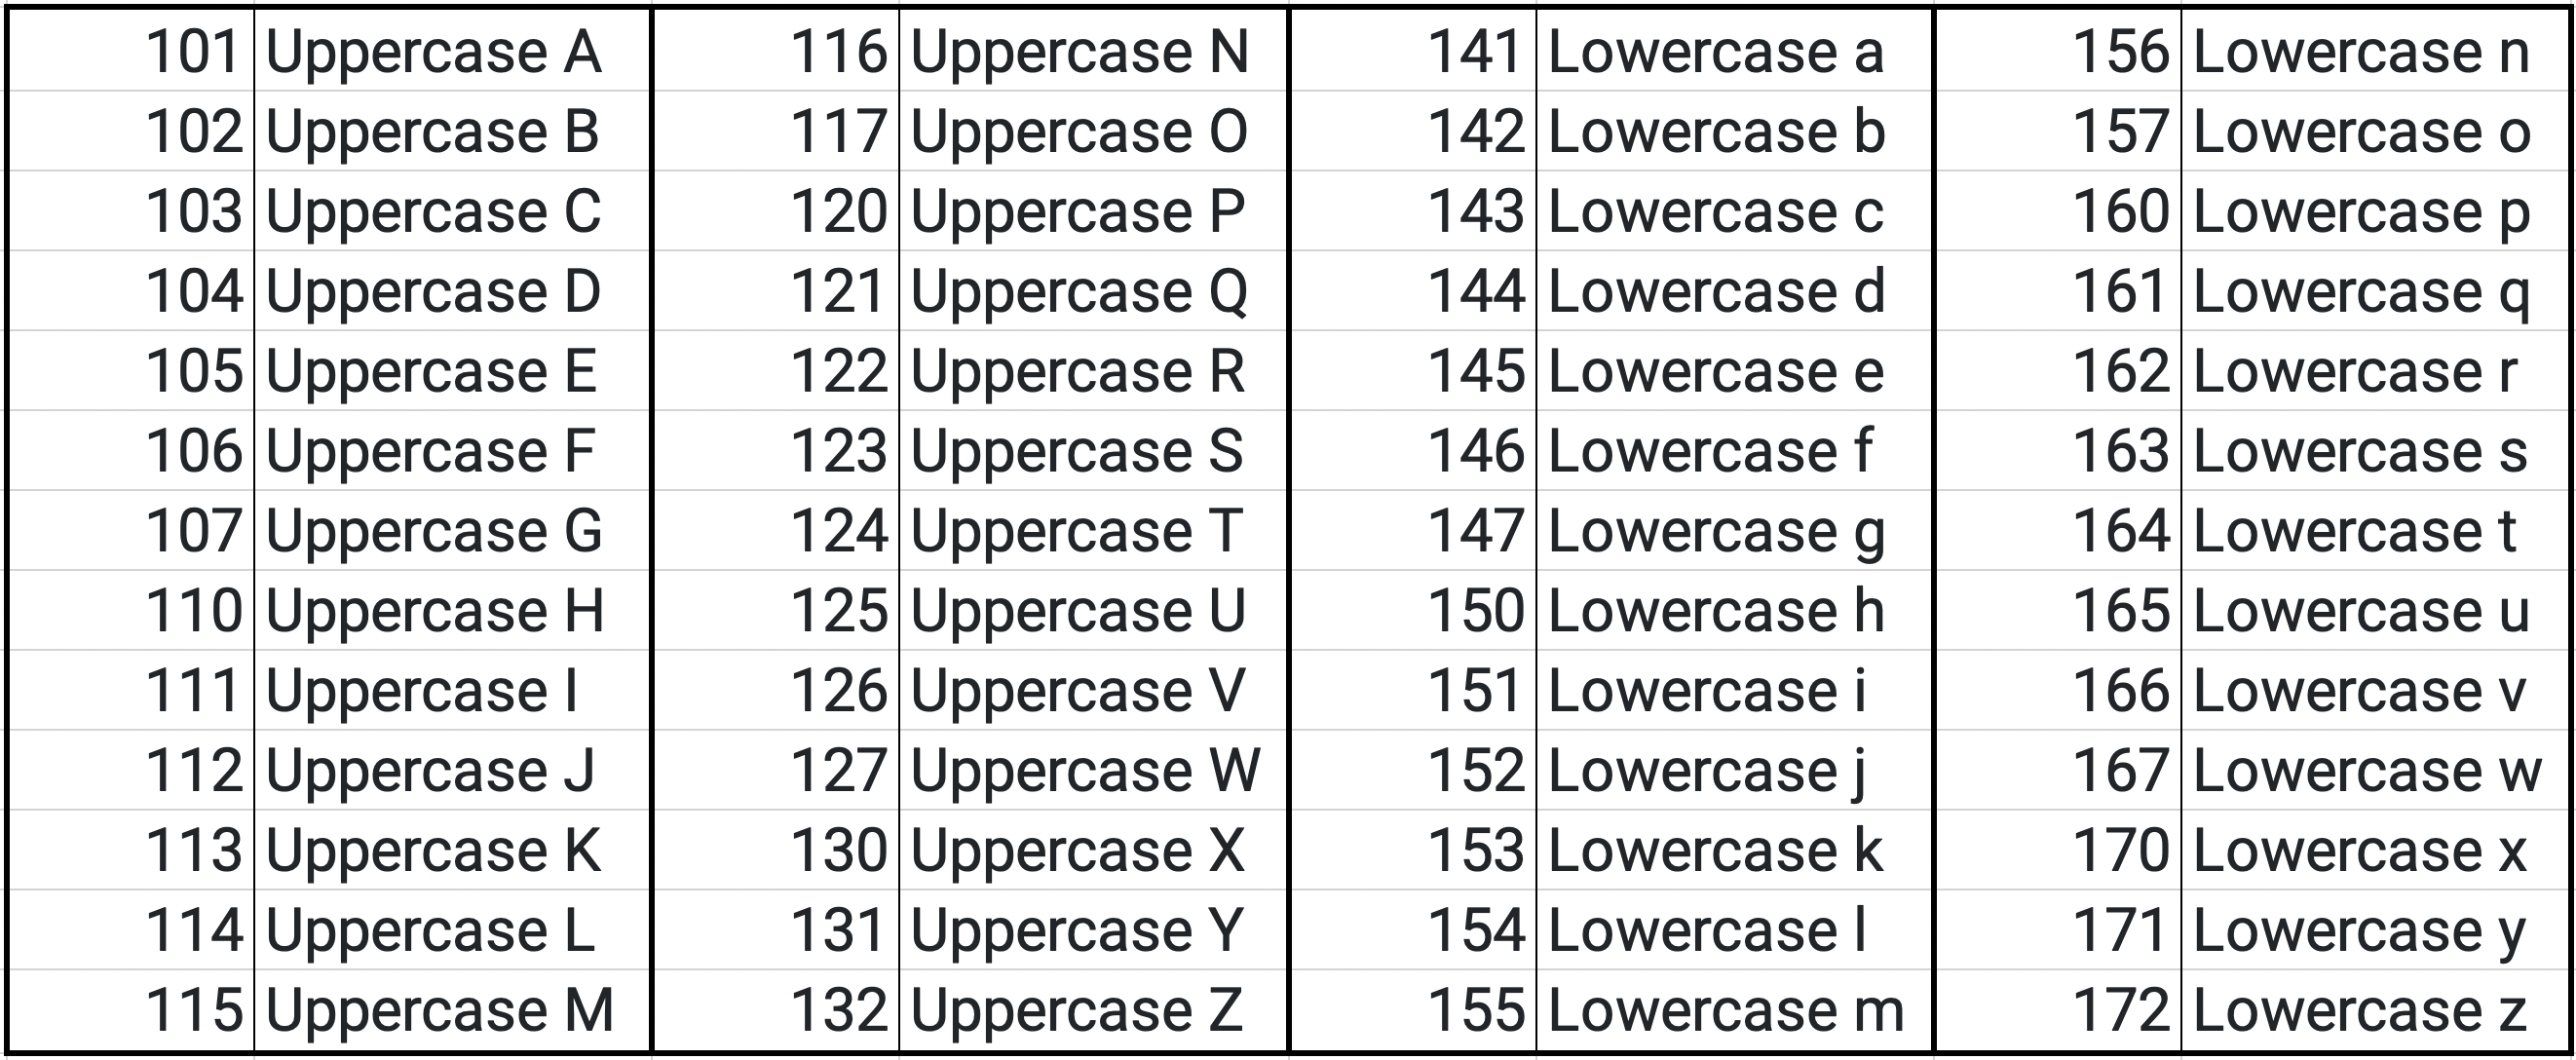 101 Uppercase A 116 Uppercase N 141 Lowercase a 156 Lowercase n
102 Uppercase B 117 Uppercase O 142 Lowercase b 157 Lowercase o
103 Uppercase C 120 Uppercase P 143 Lowercase c 160 Lowercase p
104 Uppercase D 121 Uppercase Q 144 Lowercase d 161 Lowercase q
105 Uppercase E 122 Uppercase R 145 Lowercase e 162 Lowercase r
106 Uppercase F 123 Uppercase S 146 Lowercase f 163 Lowercase s
107 Uppercase G 124 Uppercase T 147 Lowercase g 164 Lowercase t
110 Uppercase H 125 Uppercase U 150 Lowercase h 165 Lowercase u
111 Uppercase I 126 Uppercase V 151 Lowercase i 166 Lowercase v
112 Uppercase J 127 Uppercase W 152 Lowercase j 167 Lowercase w
113 Uppercase K 130 Uppercase X 153 Lowercase k 170 Lowercase x
114 Uppercase L 131 Uppercase Y 154 Lowercase l 171 Lowercase y
115 Uppercase M 132 Uppercase Z 155 Lowercase m 172 Lowercase z